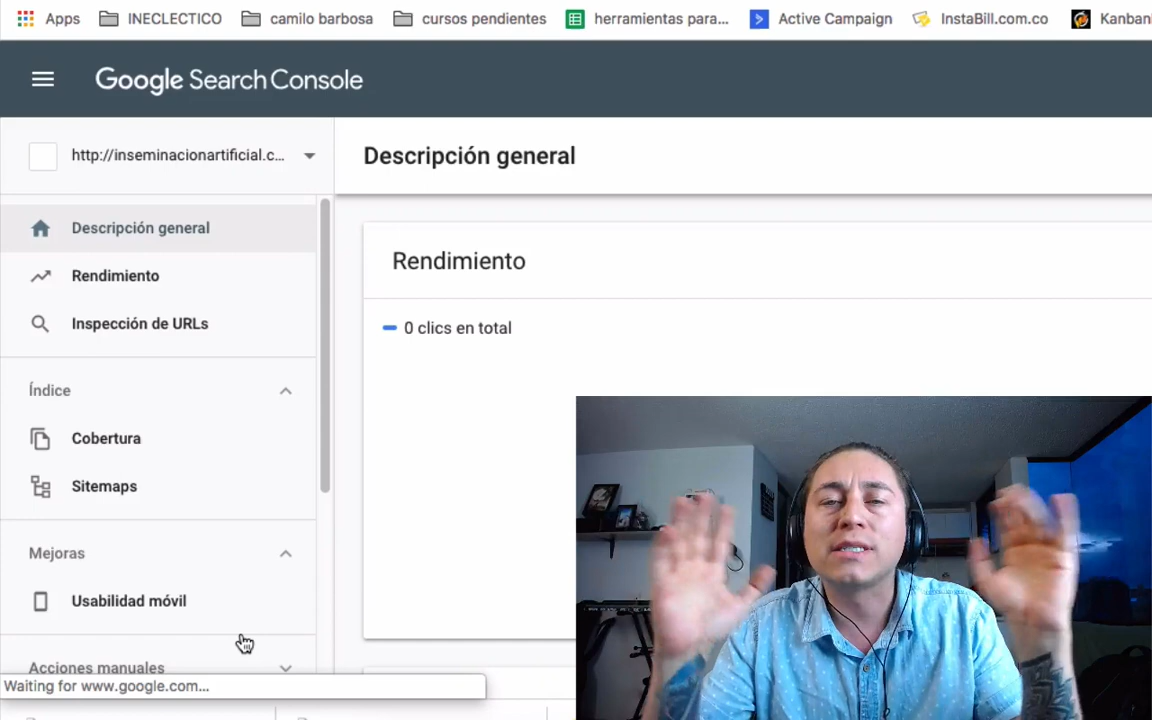 Apps INECLECTICO camilo barbosa cursos pendientes herramientas para... Active Campaign InstaBill.com.co Kanban
Google Search Console
http://inseminacionartificial.c...
Descripción general
Descripción general
Rendimiento
Inspección de URLs
Índice
Cobertura
Sitemaps
Mejoras
Usabilidad móvil
Acciones manuales
Waiting for www.google.com...
Rendimiento
0 clics en total